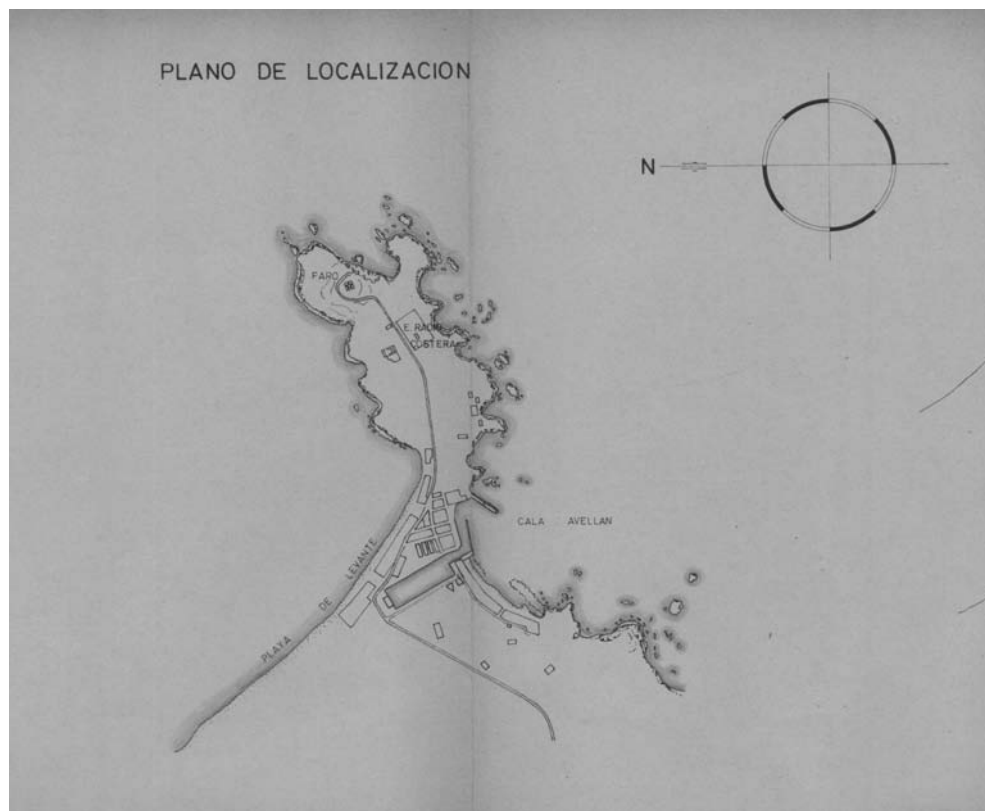 PLANO DE LOCALIZACION
N
FARO
E. RADIO
COSTERA
CALA AVELLAN
PLAYA DE LEVANTE